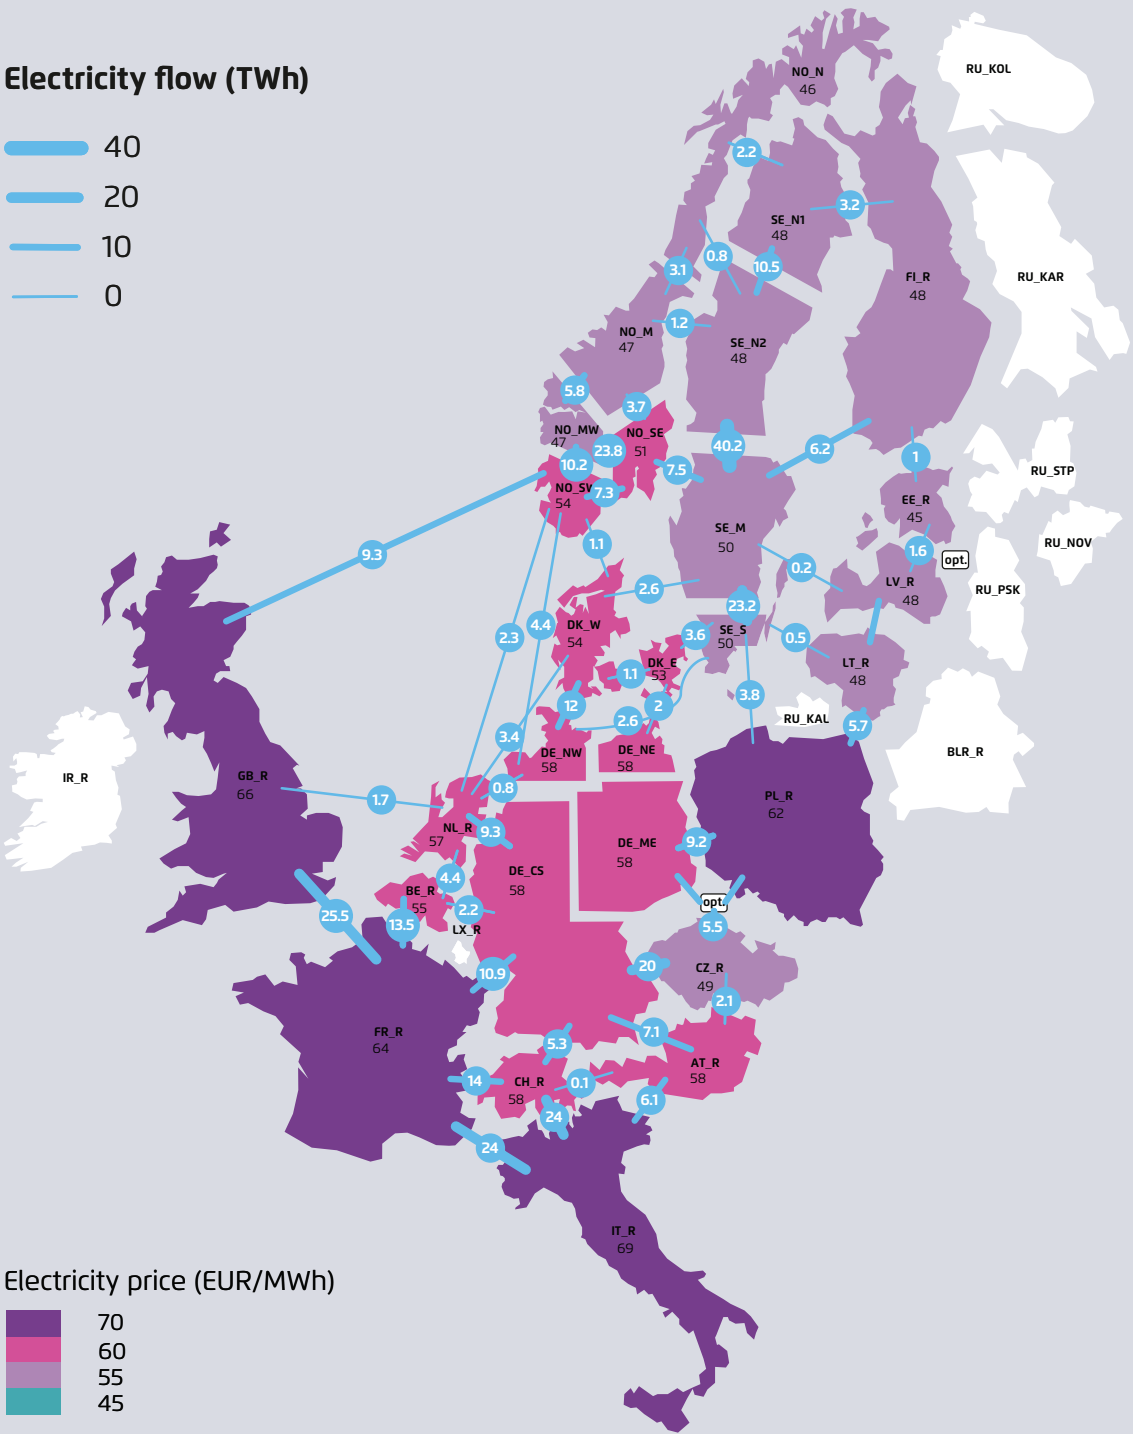 Electricity flow (TWh)
40
20
10
0
NO_N
46
RU_KOL
2.2
3.2
SE_N1
48
0.8
10.5
3.1
FI_R
48
RU_KAR
1.2
NO_M
47
SE_N2
48
5.8
3.7
NO_MW
47
NO_SE
51
23.8
40.2
6.2
1
10.2
7.5
RU_STP
NO_SW
54
7.3
EE_R
45
9.3
SE_M
50
1.1
1.6
opt.
RU_NOV
0.2
2.6
LV_R
48
RU_PSK
23.2
4.4
2.3
DK_W
54
3.6
SE_S
50
0.5
DK_E
53
1.1
LT_R
48
3.8
12
2
2.6
RU_KAL
5.7
3.4
DE_NW
58
DE_NE
58
BLR_R
IR_R
GB_R
66
0.8
1.7
PL_R
62
NL_R
57
9.3
DE_ME
58
9.2
DE_CS
58
4.4
BE_R
55
2.2
opt.
25.5
13.5
LX_R
5.5
10.9
20
CZ_R
49
2.1
FR_R
64
7.1
5.3
AT_R
58
14
CH_R
58
0.1
6.1
24
24
IT_R
69
Electricity price (EUR/MWh)
70
60
55
45